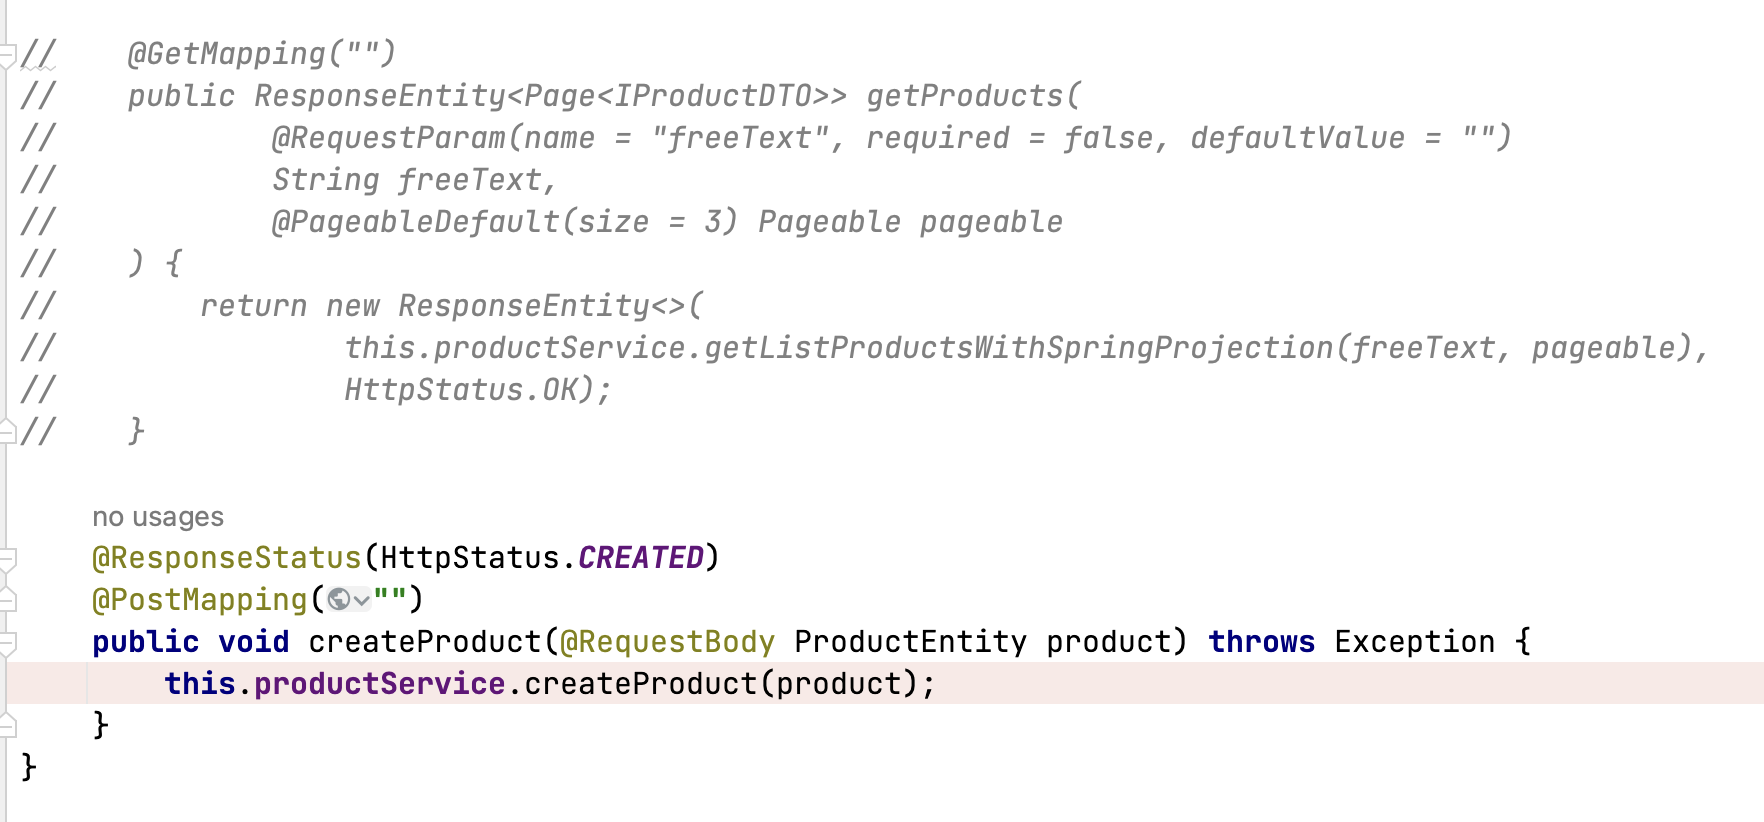 //    @GetMapping("")
//    public ResponseEntity<Page<IProductDTO>> getProducts(
//            @RequestParam(name = "freeText", required = false, defaultValue = "")
//            String freeText,
//            @PageableDefault(size = 3) Pageable pageable
//    ) {
//        return new ResponseEntity<>(
//                this.productService.getListProductsWithSpringProjection(freeText, pageable),
//                HttpStatus.OK);
//    }
no usages
@ResponseStatus(HttpStatus.CREATED)
@PostMapping("")
public void createProduct(@RequestBody ProductEntity product) throws Exception {
this.productService.createProduct(product);
}
}